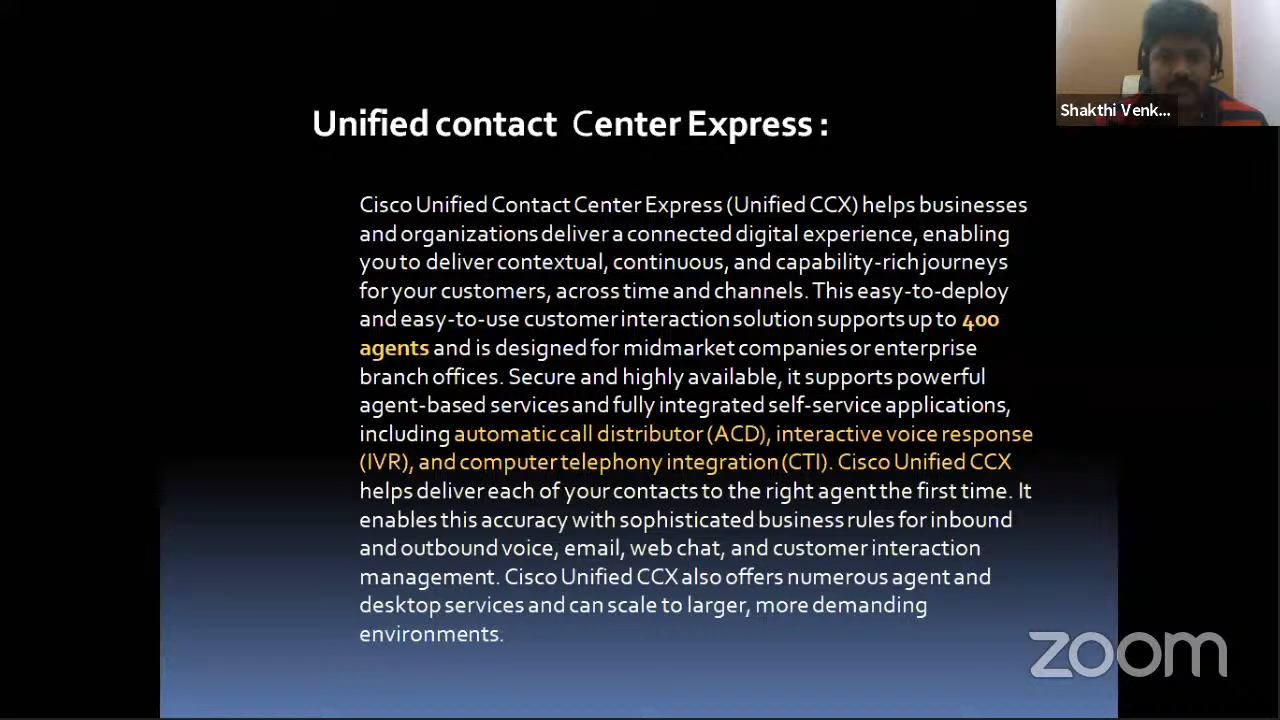 Shakthi Venk...
Unified contact Center Express :
Cisco Unified Contact Center Express (Unified CCX) helps businesses
and organizations deliver a connected digital experience, enabling
you to deliver contextual, continuous, and capability-rich journeys
for your customers, across time and channels. This easy-to-deploy
and easy-to-use customer interaction solution supports up to 400
agents and is designed for midmarket companies or enterprise
branch offices. Secure and highly available, it supports powerful
agent-based services and fully integrated self-service applications,
including automatic call distributor (ACD), interactive voice response
(IVR), and computer telephony integration (CTI). Cisco Unified CCX
helps deliver each of your contacts to the right agent the first time. It
enables this accuracy with sophisticated business rules for inbound
and outbound voice, email, web chat, and customer interaction
management. Cisco Unified CCX also offers numerous agent and
desktop services and can scale to larger, more demanding
environments.
zoom